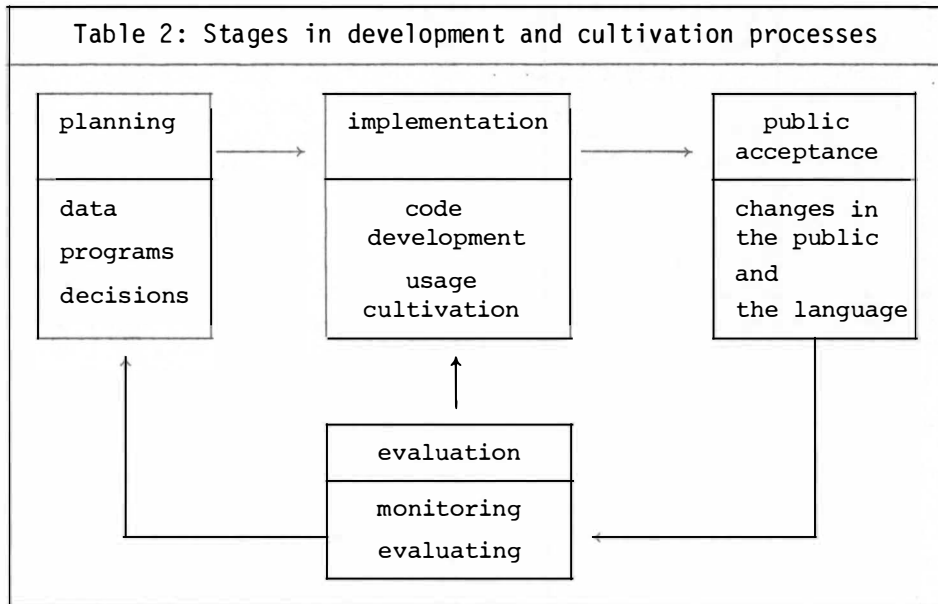 Table 2: Stages in development and cultivation processes
planning
data
programs
decisions
implementation
code
development
usage
cultivation
public
acceptance
changes in
the public
and
the language
evaluation
monitoring
evaluating